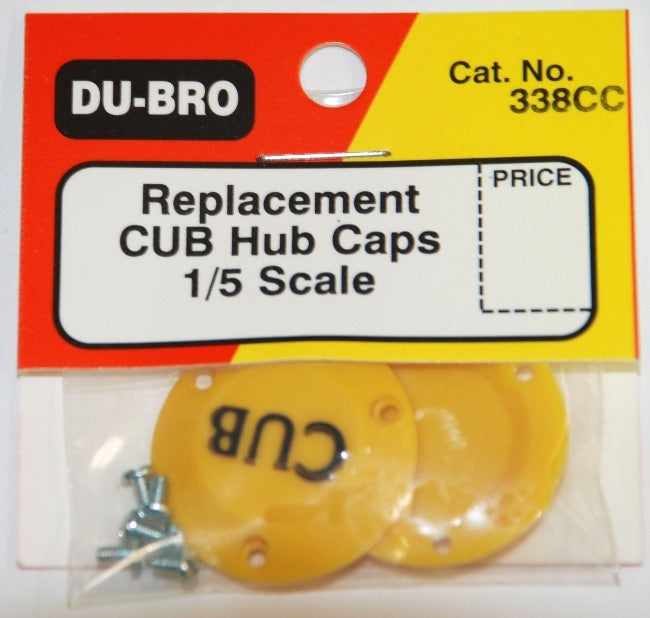 DU-BRO
Cat. No.
338CC
Replacement
CUB Hub Caps
1/5 Scale
PRICE
CUB